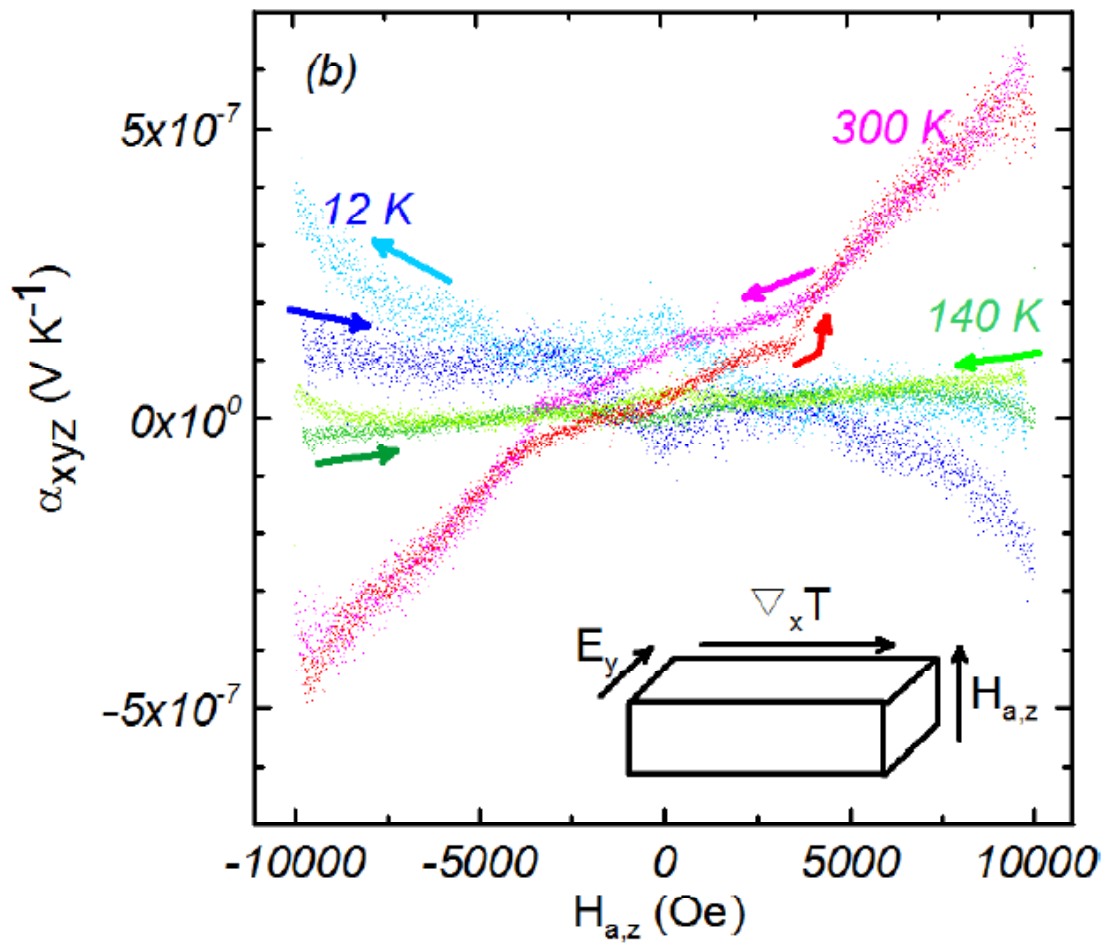 (b)
5x10⁻⁷
300 K
12 K
140 K
0x10⁰
αxyz (V K⁻¹)
∇xT
Ey
Ha,z
-5x10⁻⁷
-10000 -5000 0 5000 10000
Ha,z (Oe)